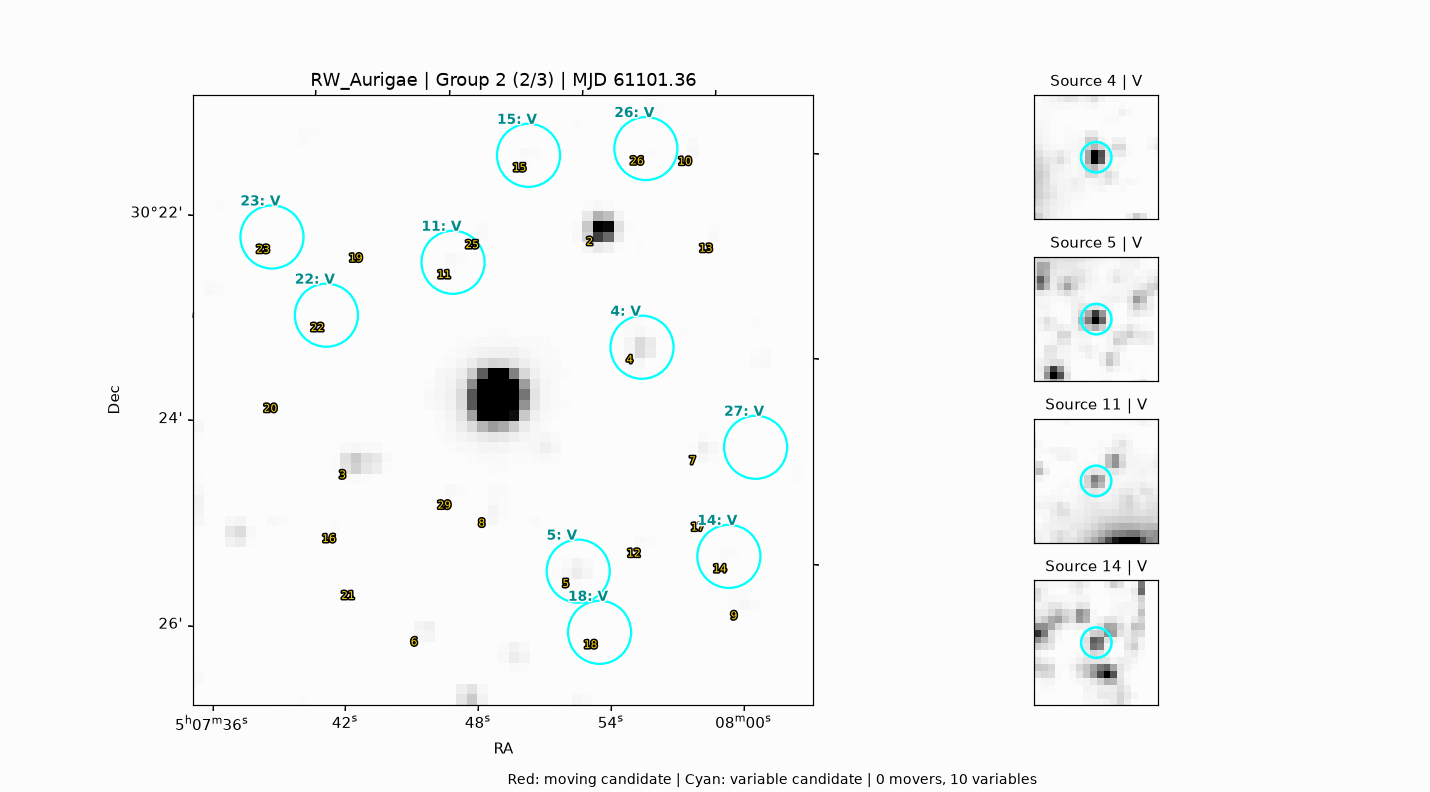 RW_Aurigae | Group 2 (2/3) | MJD 61101.36
Source 4 | V
15: V
26: V
15
26
10
30°22'
23: V
11: V
23
19
25
2
13
11
Source 5 | V
22: V
22
4: V
4
Dec
24'
20
27: V
Source 11 | V
3
7
29
8
16
5: V
12
14: V
14
5
Source 14 | V
21
18: V
9
26'
6
18
5ʰ07ᵐ36ˢ
42ˢ
48ˢ
54ˢ
08ᵐ00ˢ
RA
Red: moving candidate | Cyan: variable candidate | 0 movers, 10 variables